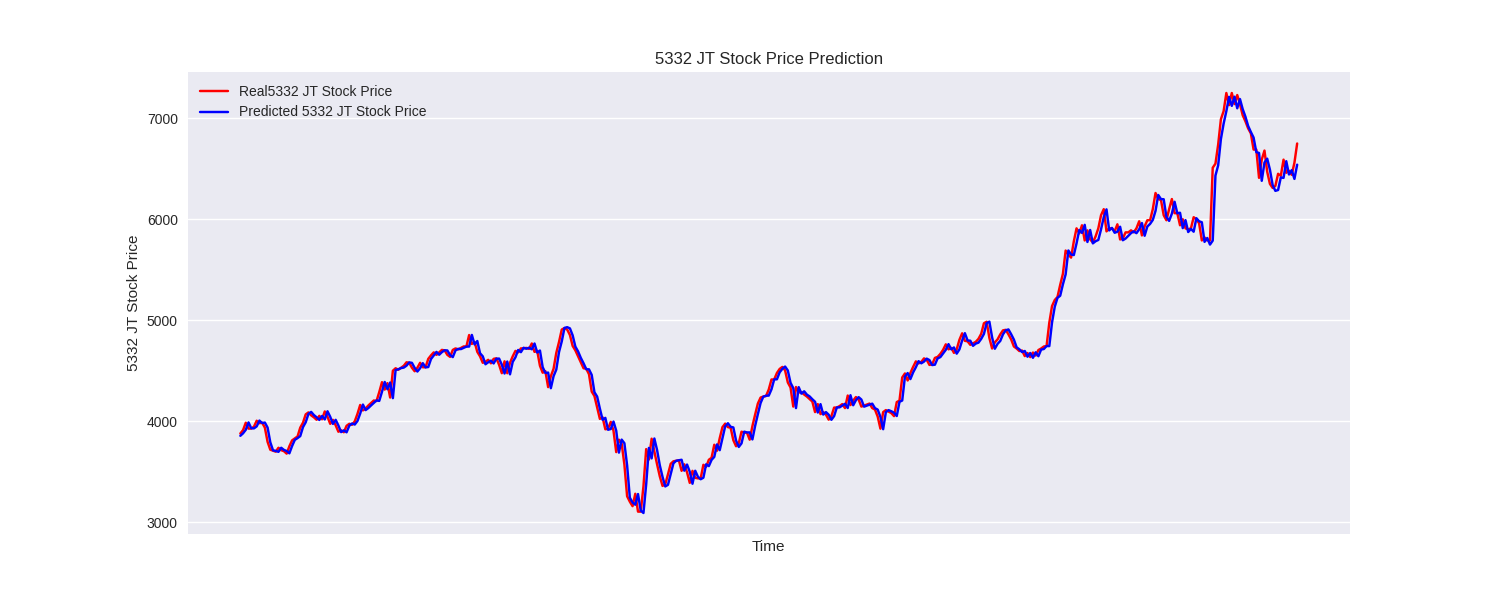 5332 JT Stock Price Prediction
Real5332 JT Stock Price
Predicted 5332 JT Stock Price
7000
6000
5000
4000
3000
5332 JT Stock Price
Time